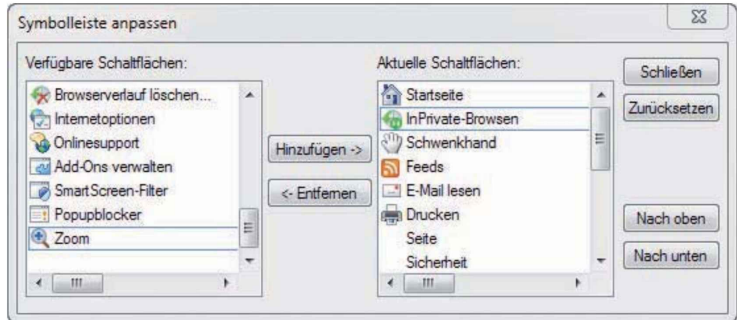 Symbolleiste anpassen
Verfügbare Schaltflächen:
Browserverlauf löschen...
Internetoptionen
Onlinesupport
Add-Ons verwalten
SmartScreen-Filter
Popupblocker
Zoom
Hinzufügen ->
<- Entfernen
Aktuelle Schaltflächen:
Startseite
InPrivate-Browsen
Schwenkhand
Feeds
E-Mail lesen
Drucken
Seite
Sicherheit
Schließen
Zurücksetzen
Nach oben
Nach unten